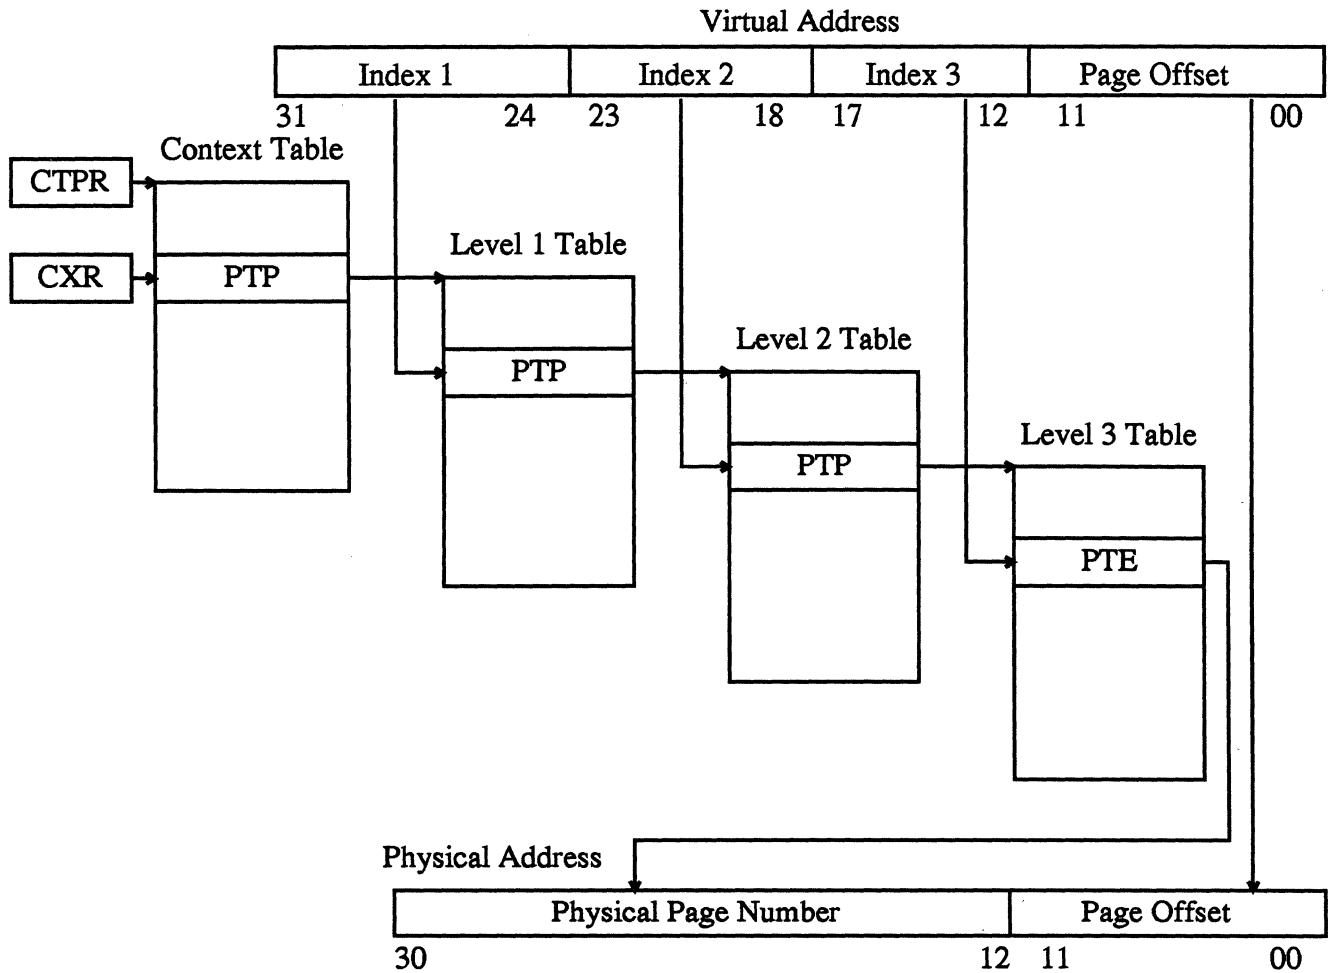 Virtual Address
Index 1 Index 2 Index 3 Page Offset
31 24 23 18 17 12 11 00
Context Table
CTPR
Level 1 Table
CXR PTP
Level 2 Table
PTP
Level 3 Table
PTP
PTE
Physical Address
Physical Page Number Page Offset
30 12 11 00